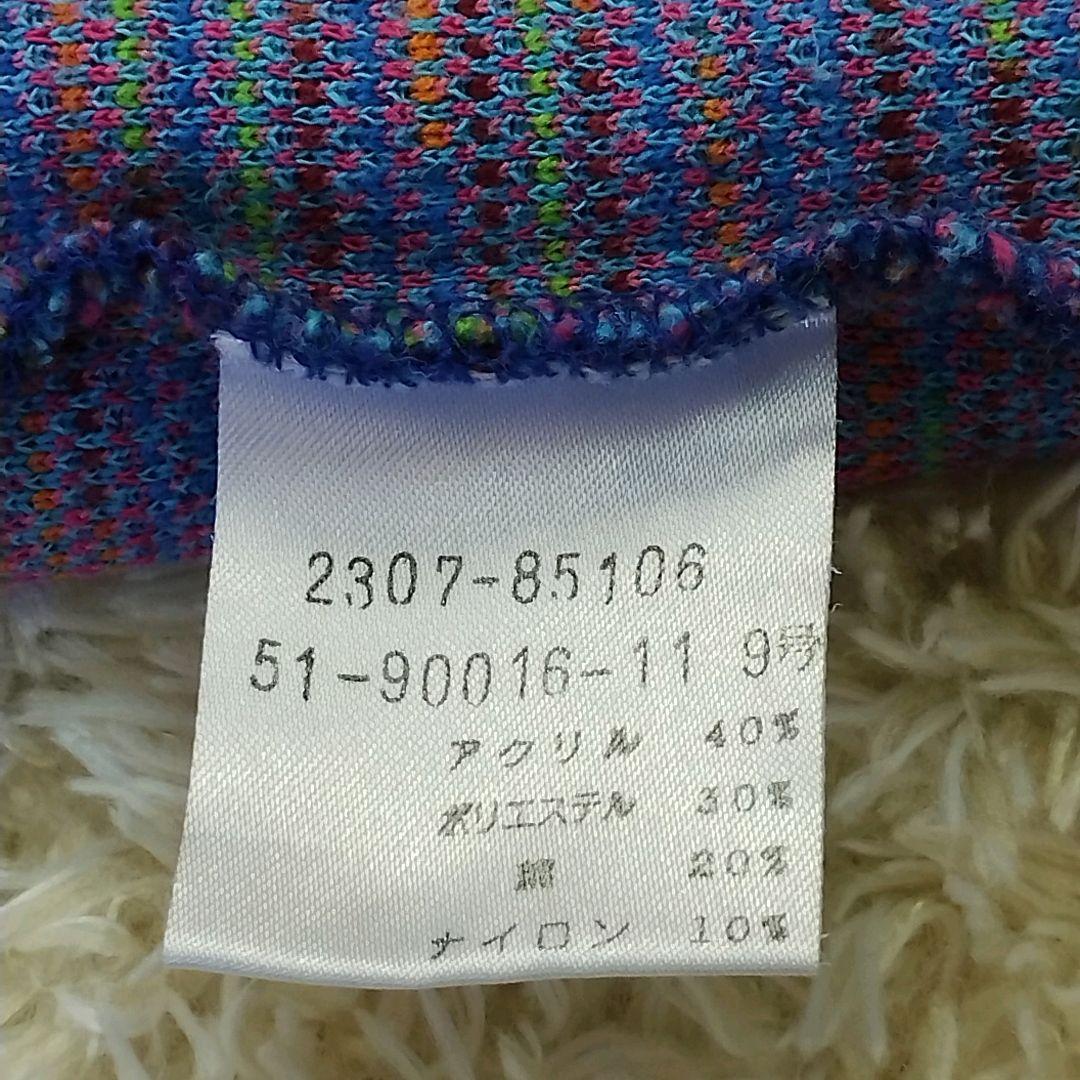 2307-85106
51-90016-11 9号
アクリル 40%
ポリエステル 30%
綿 20%
ナイロン 10%